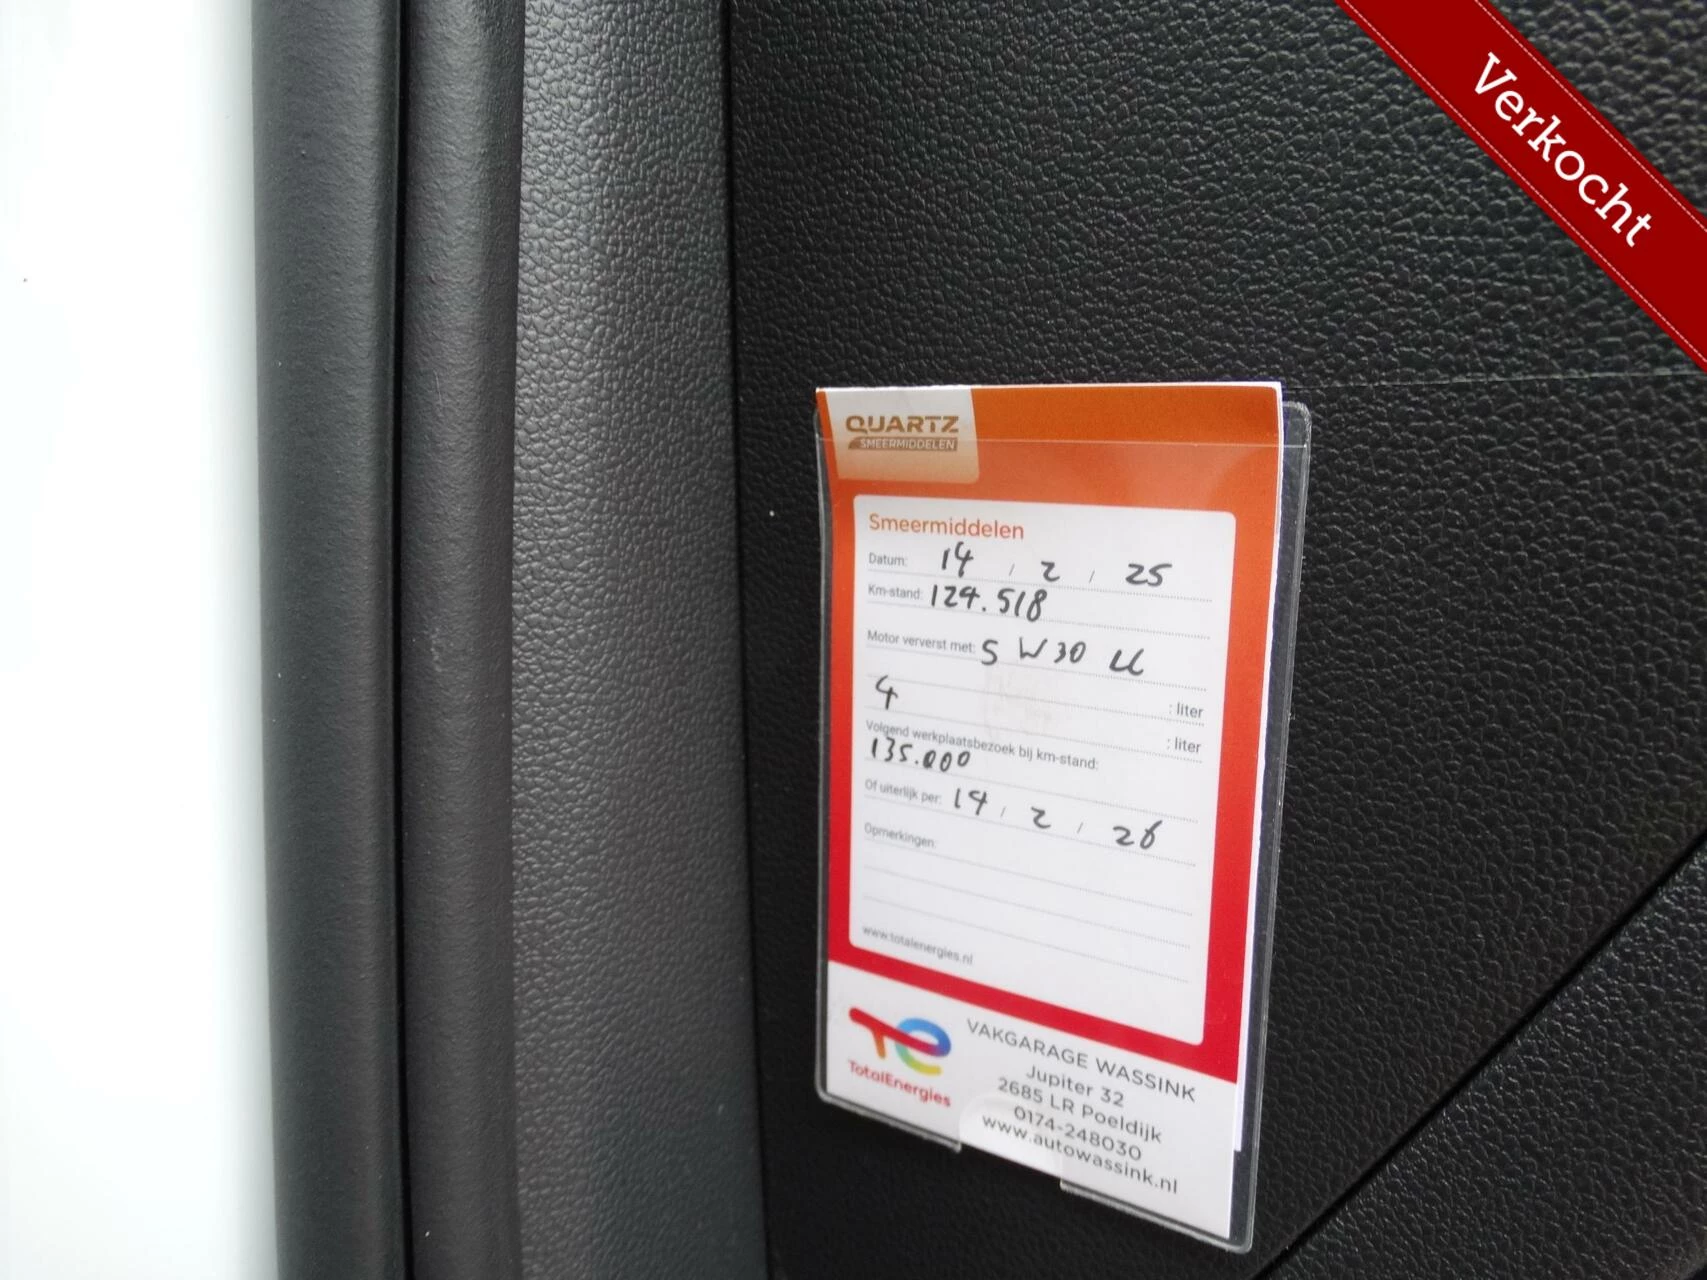 Verkocht
QUARTZ
SMEERMIDDELEN
Smeermiddelen
Datum: 14 / 2 / 25
Km-stand: 124.518
Motor ververst met: 5 W30 LL
4 : liter
: liter
Volgend werkplaatsbezoek bij km-stand:
135.000
Of uiterlijk per: 14 / 2 / 26
Opmerkingen:
www.totalenergies.nl
TotalEnergies
VAKGARAGE WASSINK
Jupiter 32
2685 LR Poeldijk
0174-248030
www.autowassink.nl